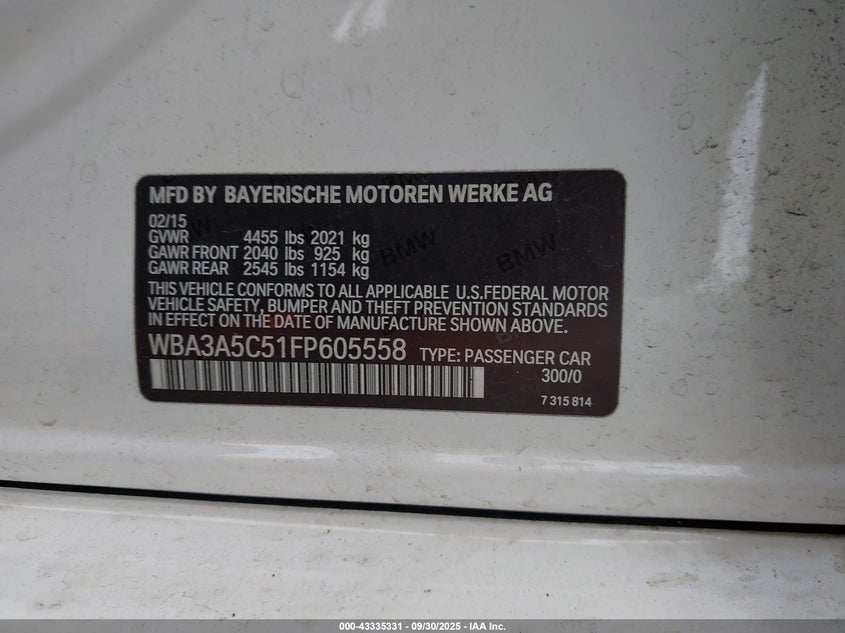 MFD BY BAYERISCHE MOTOREN WERKE AG
02/15
GVWR 4455 lbs 2021 kg
GAWR FRONT 2040 lbs 925 kg
GAWR REAR 2545 lbs 1154 kg
BMW BMW
THIS VEHICLE CONFORMS TO ALL APPLICABLE U.S.FEDERAL MOTOR
VEHICLE SAFETY, BUMPER AND THEFT PREVENTION STANDARDS
IN EFFECT ON THE DATE OF MANUFACTURE SHOWN ABOVE.
WBA3A5C51FP605558 TYPE: PASSENGER CAR
300/0
7 315 814
000-43335331 - 09/30/2025 - IAA Inc.